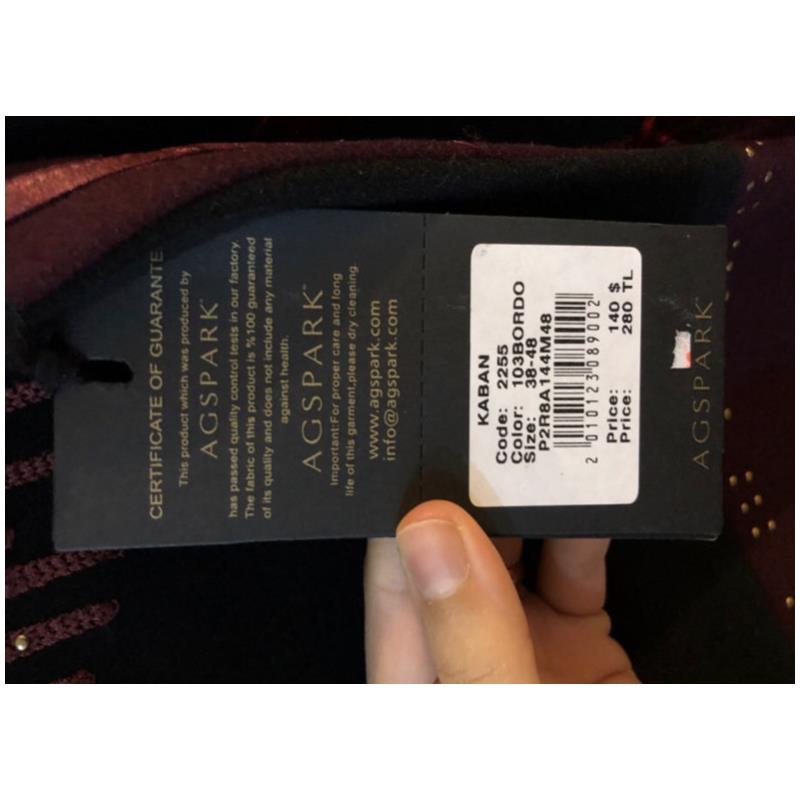 CERTIFICATE OF GUARANTE
This product which was produced by
AGSPARK
has passed quality control tests in our factory.
The fabric of this product is %100 guaranteed
of its quality and does not include any material
against health.
AGSPARK
Important:For proper care and long
life of this garment,please dry cleaning.
www.agspark.com
info@agspark.com
KABAN
Code: 2255
Color: 103BORDO
Size: 38-48
P2R8A144M48
2 010123 089002
Price: 140 $
Price: 280 TL
AGSPARK